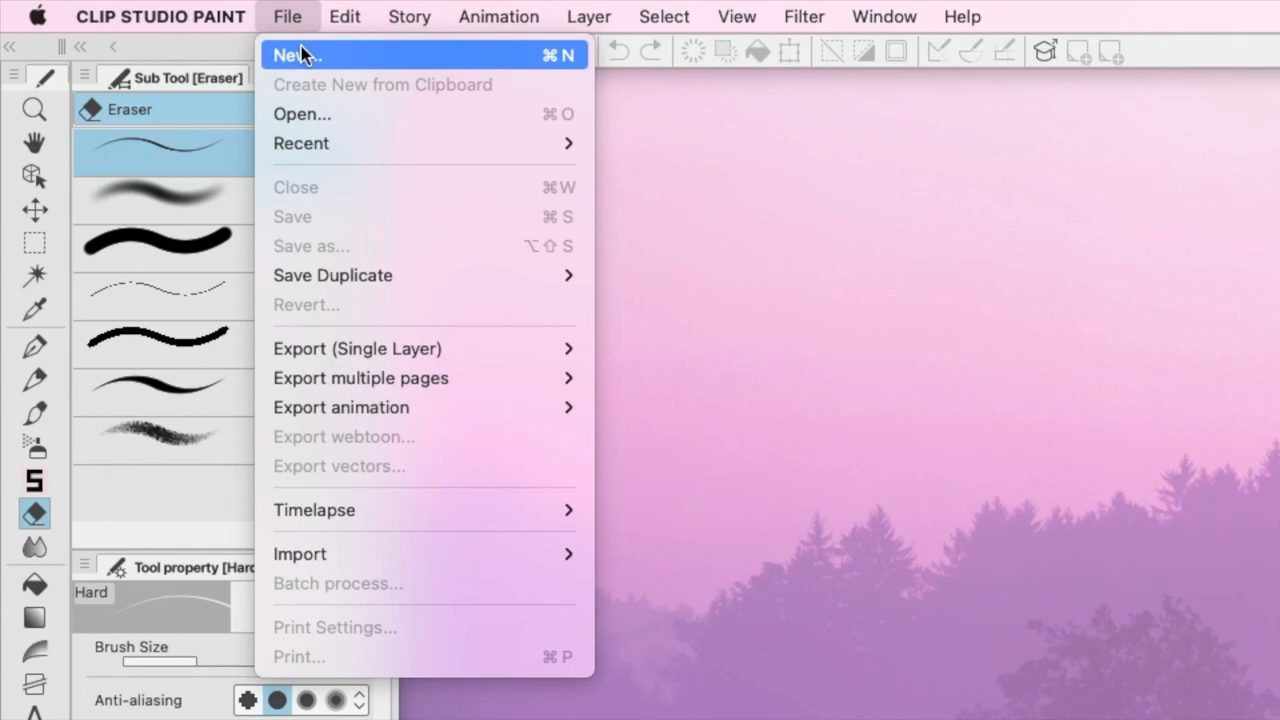 CLIP STUDIO PAINT File Edit Story Animation Layer Select View Filter Window Help
Sub Tool [Eraser]
Eraser
⌘ N
Create New from Clipboard
Open... ⌘ O
Recent
Close ⌘ W
Save ⌘ S
Save as... ⌥⇧ S
Save Duplicate
Revert...
Export (Single Layer)
Export multiple pages
Export animation
Export webtoon...
Export vectors...
Timelapse
Import
Batch process...
Print Settings...
Print... ⌘ P
Tool property [Hard
Hard
Brush Size
Anti-aliasing